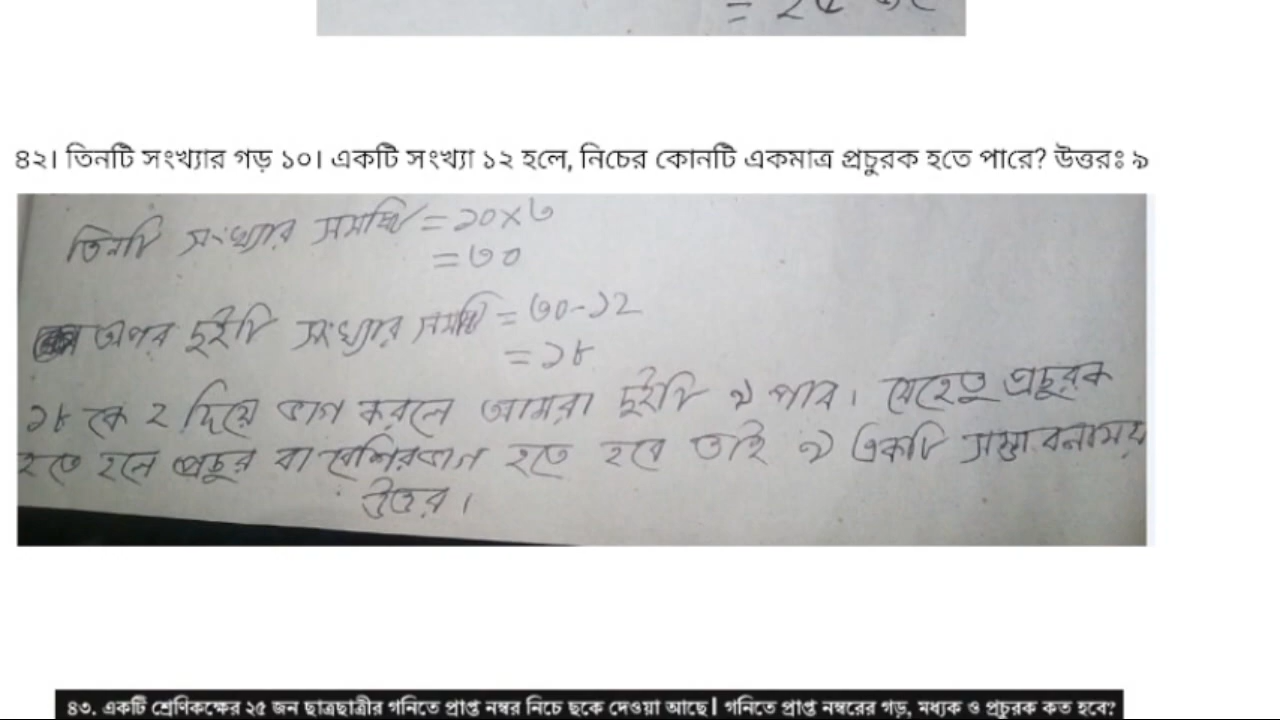 ৪২। তিনটি সংখ্যার গড় ১০। একটি সংখ্যা ১২ হলে, নিচের কোনটি একমাত্র প্রচুরক হতে পারে? উত্তরঃ ৯
তিনটি সংখ্যার সমষ্টি = ১০×৩
= ৩০
অপর দুইটি সংখ্যার সমষ্টি = ৩০-১২
= ১৮
১৮ কে ২ দিয়ে ভাগ করলে আমরা দুইটি ৯ পাব। যেহেতু প্রচুরক
হতে হলে প্রচুর বা বেশিরভাগ হতে হবে তাই ৯ একটি সম্ভাবনাময়
উত্তর।
৪৩. একটি শ্রেণিকক্ষের ২৫ জন ছাত্রছাত্রীর গনিতে প্রাপ্ত নম্বর নিচে ছকে দেওয়া আছে। গনিতে প্রাপ্ত নম্বরের গড়, মধ্যক ও প্রচুরক কত হবে?